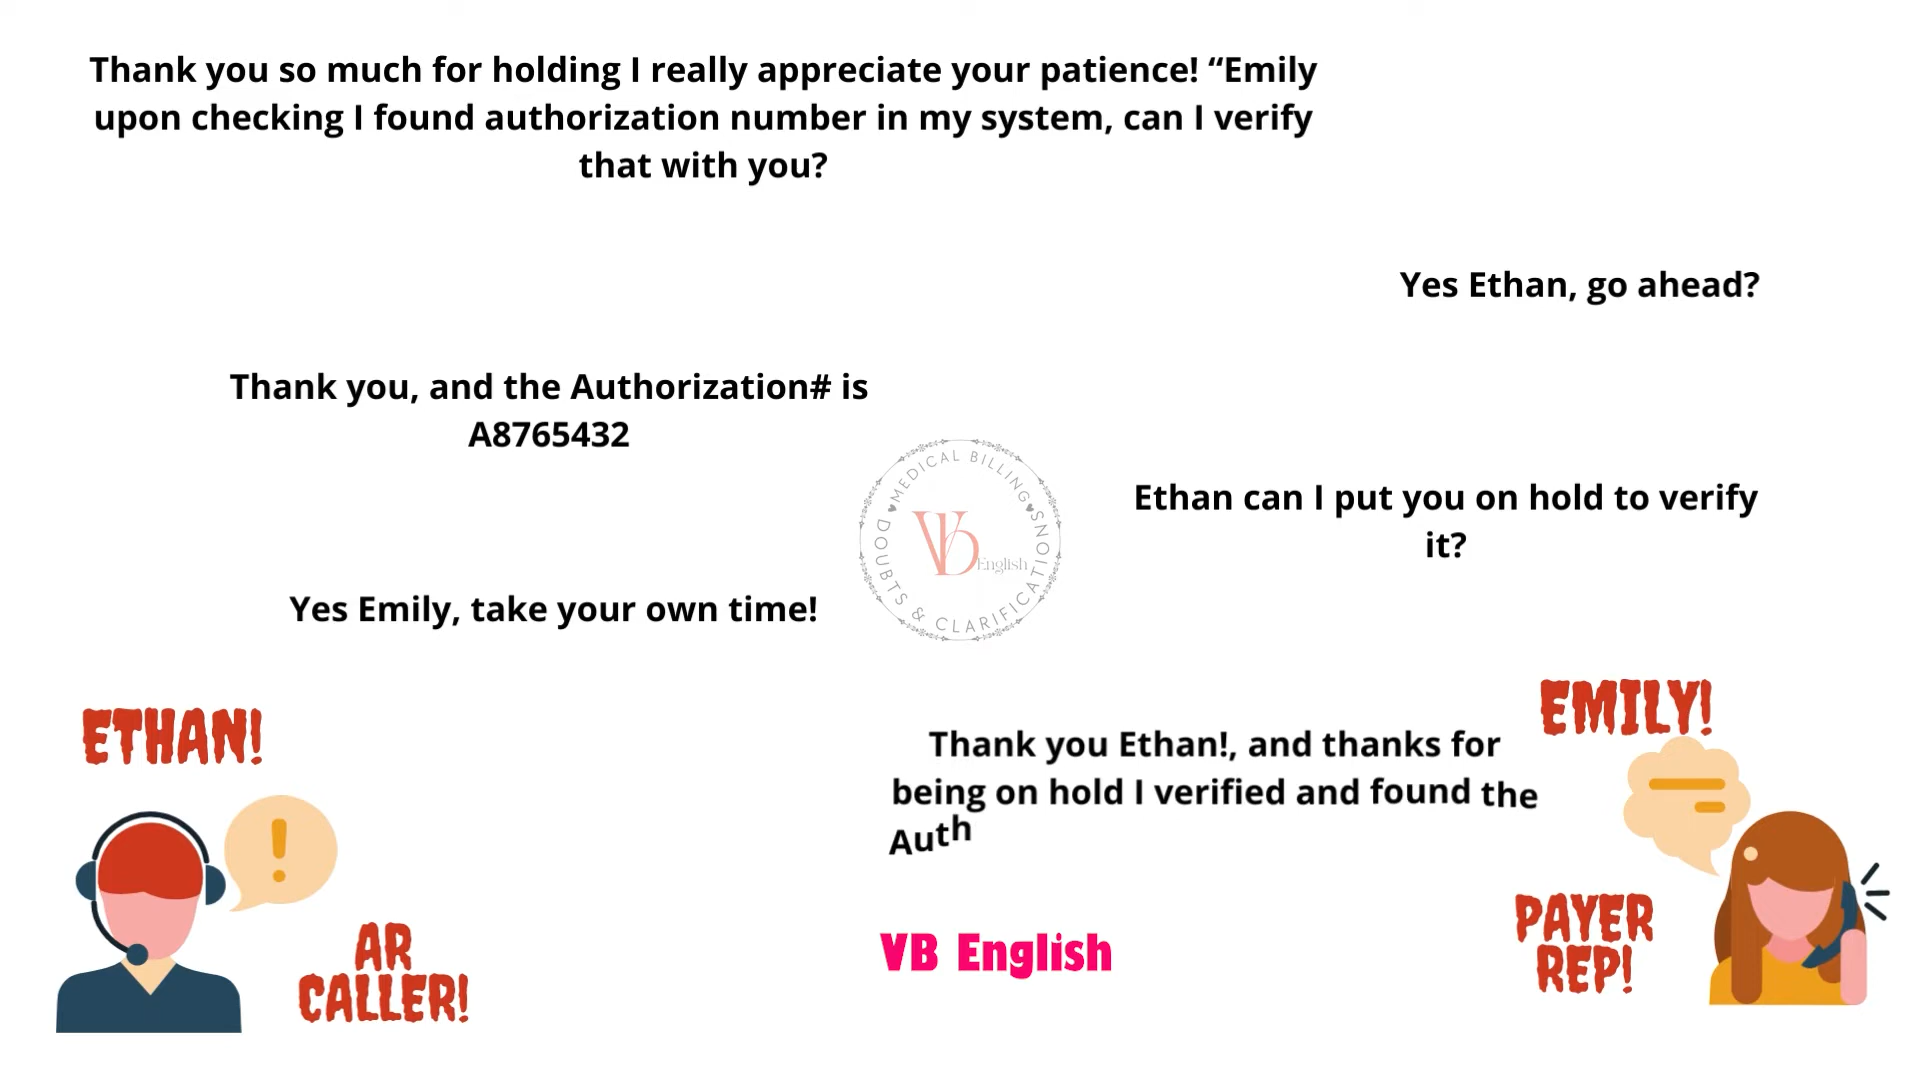 Thank you so much for holding I really appreciate your patience! “Emily
upon checking I found authorization number in my system, can I verify
that with you?
Yes Ethan, go ahead?
Thank you, and the Authorization# is
A8765432
Ethan can I put you on hold to verify
it?
Yes Emily, take your own time!
MEDICAL BILLING
DOUBTS & CLARIFICATIONS
VB
English
ETHAN!
EMILY!
Thank you Ethan!, and thanks for
being on hold I verified and found the
Auth
AR
CALLER!
PAYER
REP!
VB English